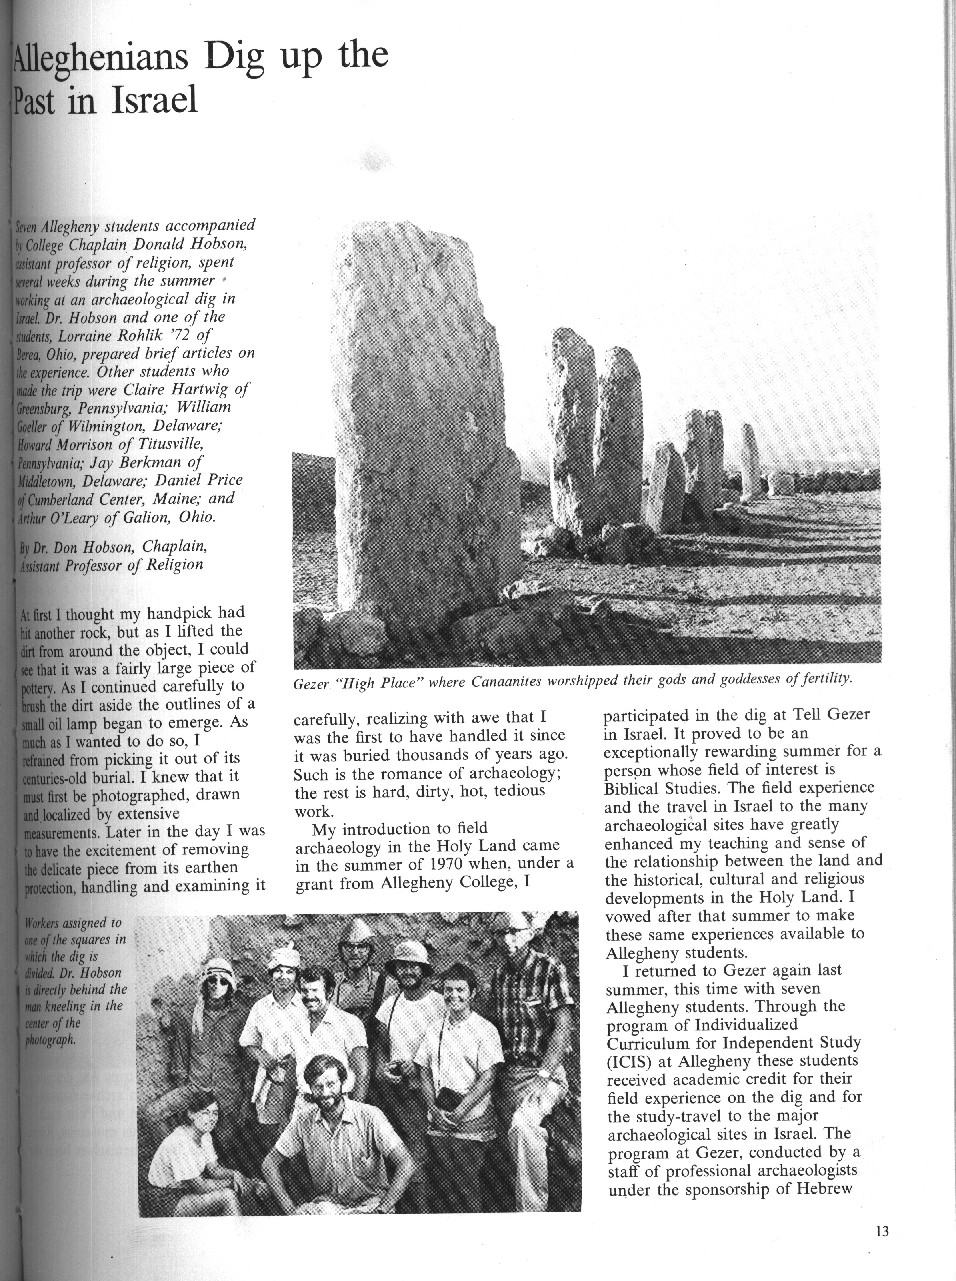 Alleghenians Dig up the
Past in Israel
Seven Allegheny students accompanied
by College Chaplain Donald Hobson,
assistant professor of religion, spent
several weeks during the summer
working at an archaeological dig in
Israel. Dr. Hobson and one of the
students, Lorraine Rohlik '72 of
Berea, Ohio, prepared brief articles on
the experience. Other students who
made the trip were Claire Hartwig of
Greensburg, Pennsylvania; William
Goeller of Wilmington, Delaware;
Howard Morrison of Titusville,
Pennsylvania; Jay Berkman of
Middletown, Delaware; Daniel Price
of Cumberland Center, Maine; and
Arthur O'Leary of Galion, Ohio.
By Dr. Don Hobson, Chaplain,
Assistant Professor of Religion
At first I thought my handpick had
hit another rock, but as I lifted the
dirt from around the object, I could
see that it was a fairly large piece of
pottery. As I continued carefully to
brush the dirt aside the outlines of a
small oil lamp began to emerge. As
much as I wanted to do so, I
refrained from picking it out of its
centuries-old burial. I knew that it
must first be photographed, drawn
and localized by extensive
measurements. Later in the day I was
to have the excitement of removing
the delicate piece from its earthen
protection, handling and examining it
Gezer "High Place" where Canaanites worshipped their gods and goddesses of fertility.
carefully, realizing with awe that I
was the first to have handled it since
it was buried thousands of years ago.
Such is the romance of archaeology;
the rest is hard, dirty, hot, tedious
work.
My introduction to field
archaeology in the Holy Land came
in the summer of 1970 when, under a
grant from Allegheny College, I
participated in the dig at Tell Gezer
in Israel. It proved to be an
exceptionally rewarding summer for a
person whose field of interest is
Biblical Studies. The field experience
and the travel in Israel to the many
archaeological sites have greatly
enhanced my teaching and sense of
the relationship between the land and
the historical, cultural and religious
developments in the Holy Land. I
vowed after that summer to make
these same experiences available to
Allegheny students.
I returned to Gezer again last
summer, this time with seven
Allegheny students. Through the
program of Individualized
Curriculum for Independent Study
(ICIS) at Allegheny these students
received academic credit for their
field experience on the dig and for
the study-travel to the major
archaeological sites in Israel. The
program at Gezer, conducted by a
staff of professional archaeologists
under the sponsorship of Hebrew
Workers assigned to
one of the squares in
which the dig is
divided. Dr. Hobson
is directly behind the
man kneeling in the
center of the
photograph.
13